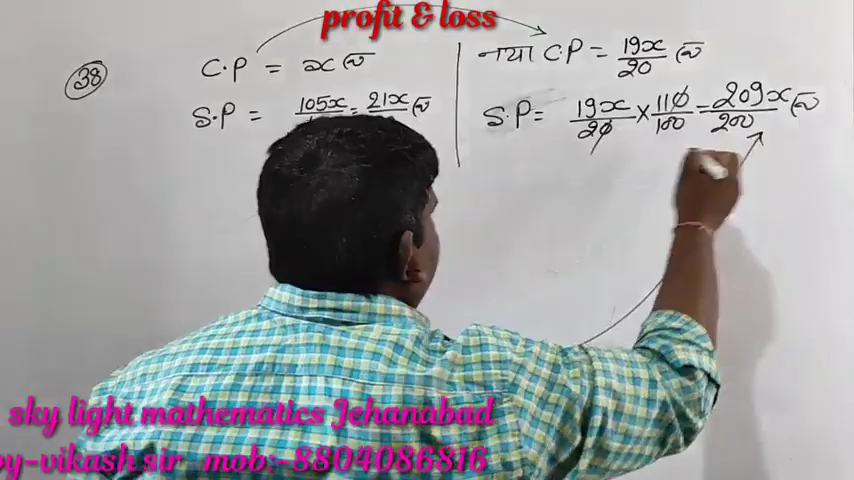 profit & loss
38
C.P = x रु
S.P = 105x = 21x रु
नया C.P = 19x/20 रु
S.P = 19x/20 × 110/100 = 209x/200 रु
sky light mathematics Jehanabad
by-vikash sir mob:-8804086816